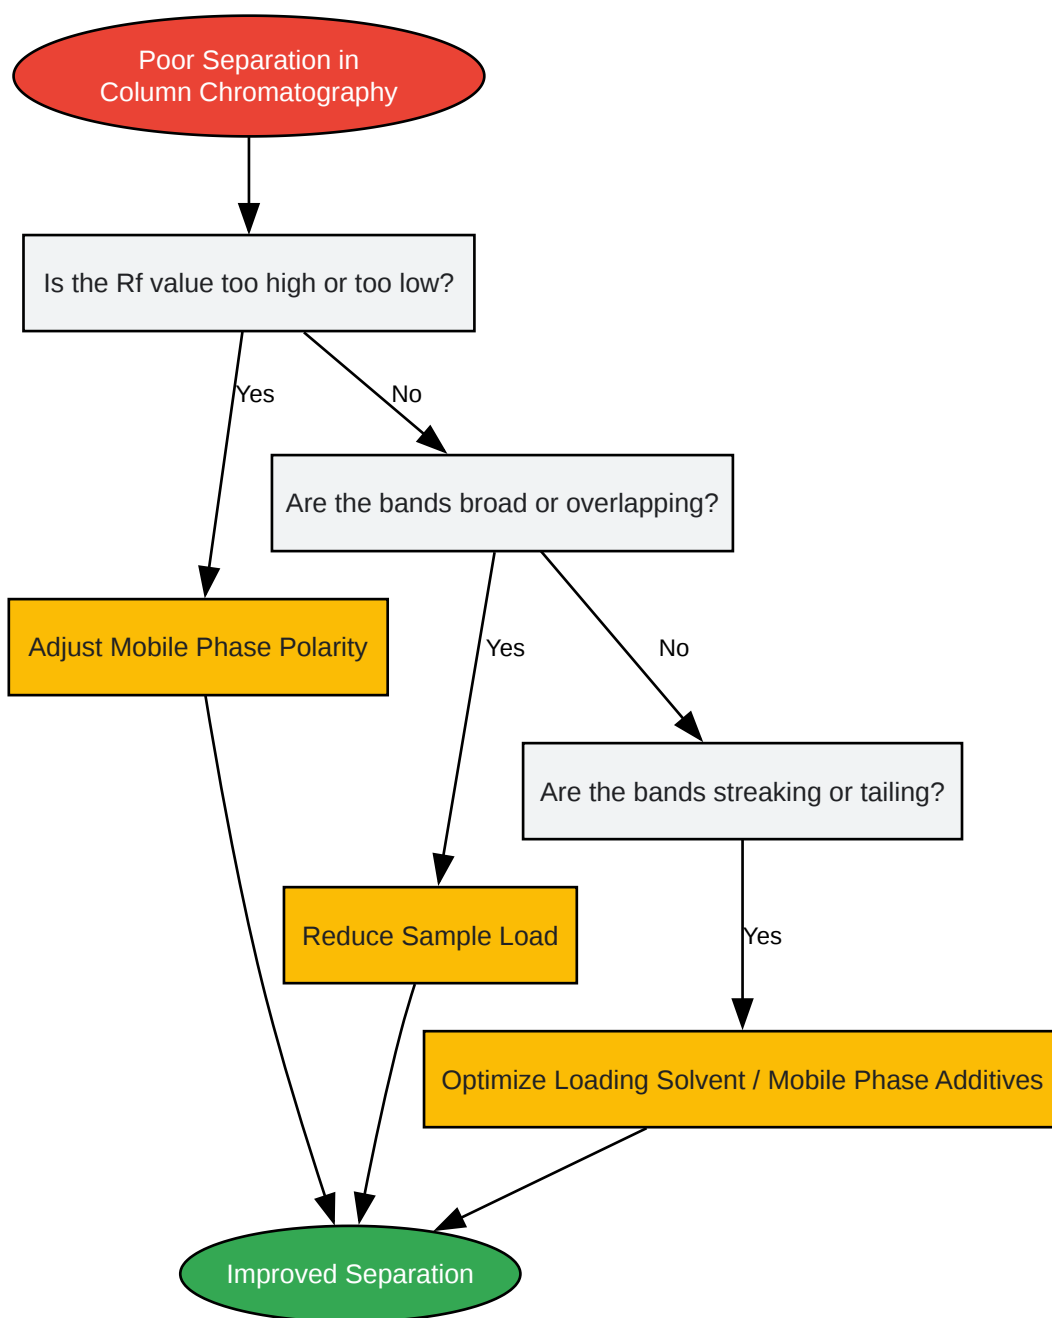 Poor Separation in
Column Chromatography
Is the Rf value too high or too low?
Yes
No
Are the bands broad or overlapping?
Adjust Mobile Phase Polarity
Yes
No
Are the bands streaking or tailing?
Reduce Sample Load
Yes
Optimize Loading Solvent / Mobile Phase Additives
Improved Separation